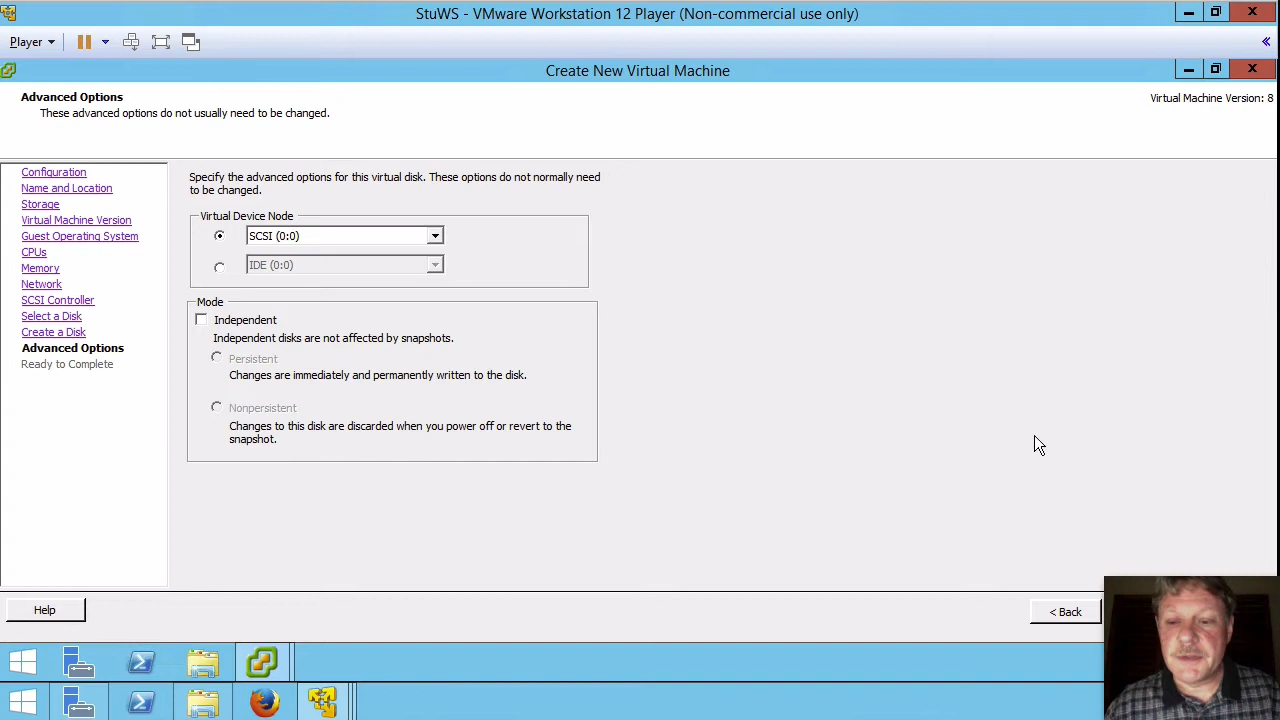 StuWS - VMware Workstation 12 Player (Non-commercial use only)
Player
Create New Virtual Machine
Advanced Options
These advanced options do not usually need to be changed.
Virtual Machine Version: 8
Configuration
Name and Location
Storage
Virtual Machine Version
Guest Operating System
CPUs
Memory
Network
SCSI Controller
Select a Disk
Create a Disk
Advanced Options
Ready to Complete
Specify the advanced options for this virtual disk. These options do not normally need
to be changed.
Virtual Device Node
SCSI (0:0)
IDE (0:0)
Mode
Independent
Independent disks are not affected by snapshots.
Persistent
Changes are immediately and permanently written to the disk.
Nonpersistent
Changes to this disk are discarded when you power off or revert to the
snapshot.
Help
< Back